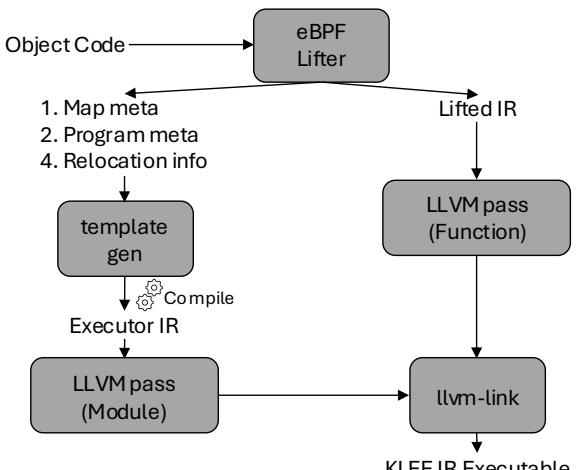 Object Code
eBPF
Lifter
1. Map meta
2. Program meta
4. Relocation info
Lifted IR
template
gen
LLVM pass
(Function)
Compile
Executor IR
LLVM pass
(Module)
llvm-link
KLEE IR Executable